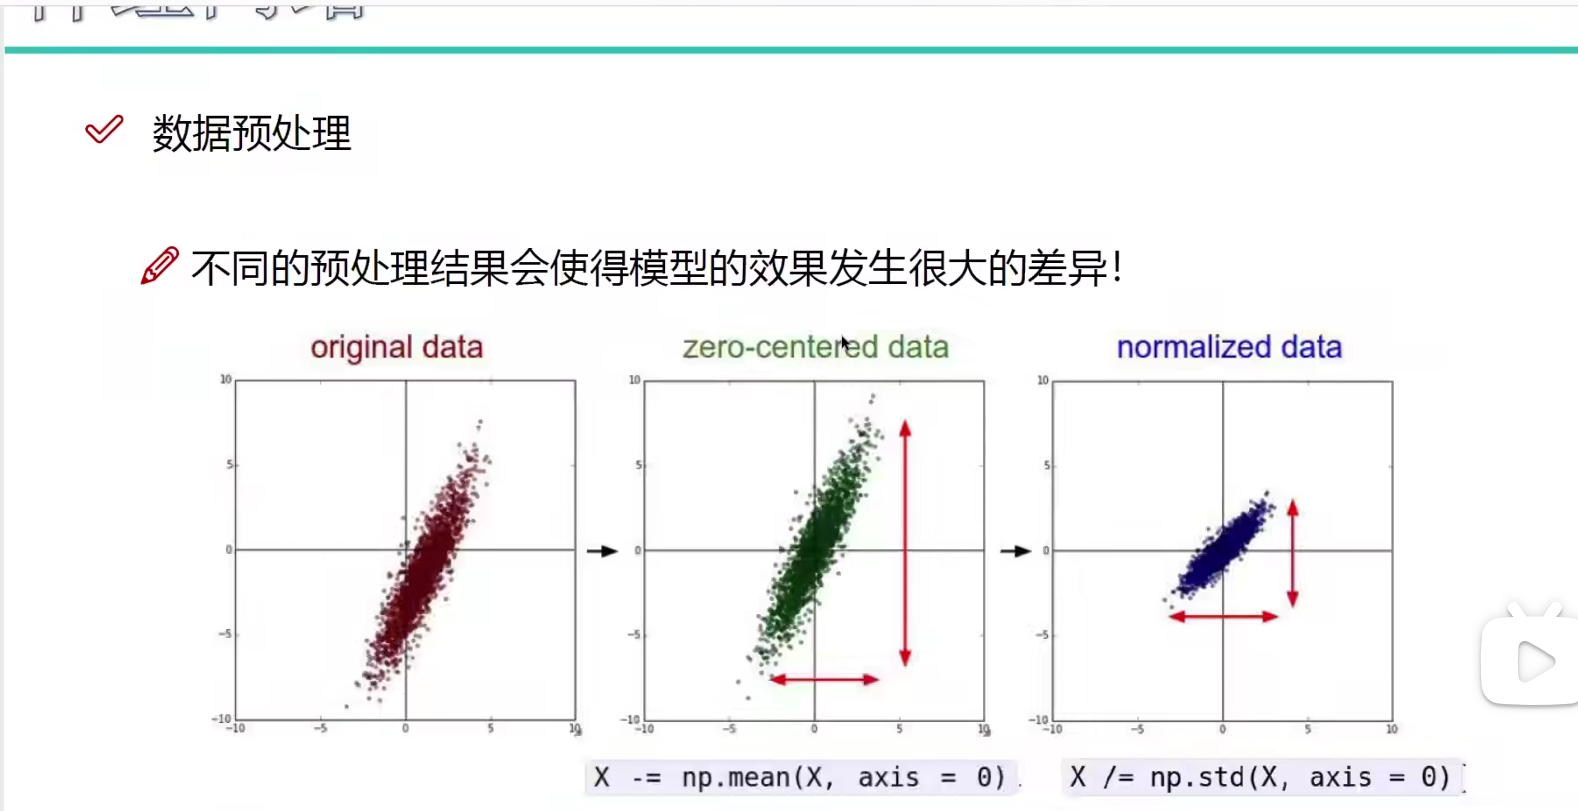 数据预处理
不同的预处理结果会使得模型的效果发生很大的差异！
original data
zero-centered data
normalized data
10 10 10
5 5 5
0 0 0
−5 −5 −5
−10 −10 −10
−10 −5 0 5 10 −10 −5 0 5 10 −10 −5 0 5 10
X -= np.mean(X, axis = 0)
X /= np.std(X, axis = 0)